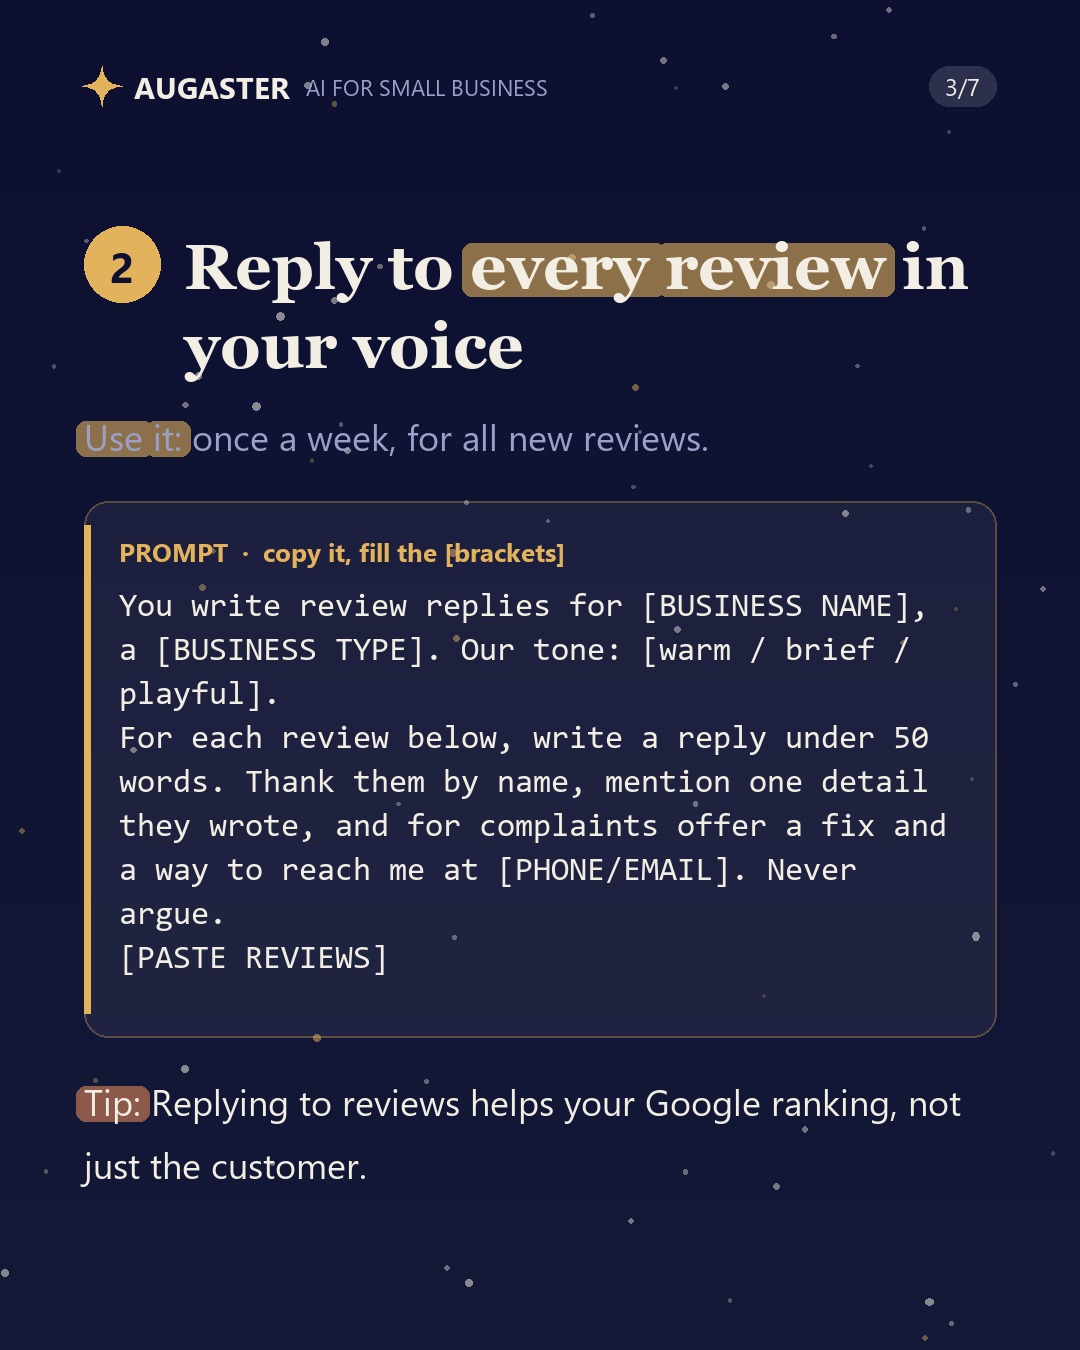 AUGASTER AI FOR SMALL BUSINESS 3/7
2 Reply to every review in
your voice
Use it: once a week, for all new reviews.
PROMPT · copy it, fill the [brackets]
You write review replies for [BUSINESS NAME],
a [BUSINESS TYPE]. Our tone: [warm / brief /
playful].
For each review below, write a reply under 50
words. Thank them by name, mention one detail
they wrote, and for complaints offer a fix and
a way to reach me at [PHONE/EMAIL]. Never
argue.
[PASTE REVIEWS]
Tip: Replying to reviews helps your Google ranking, not
just the customer.